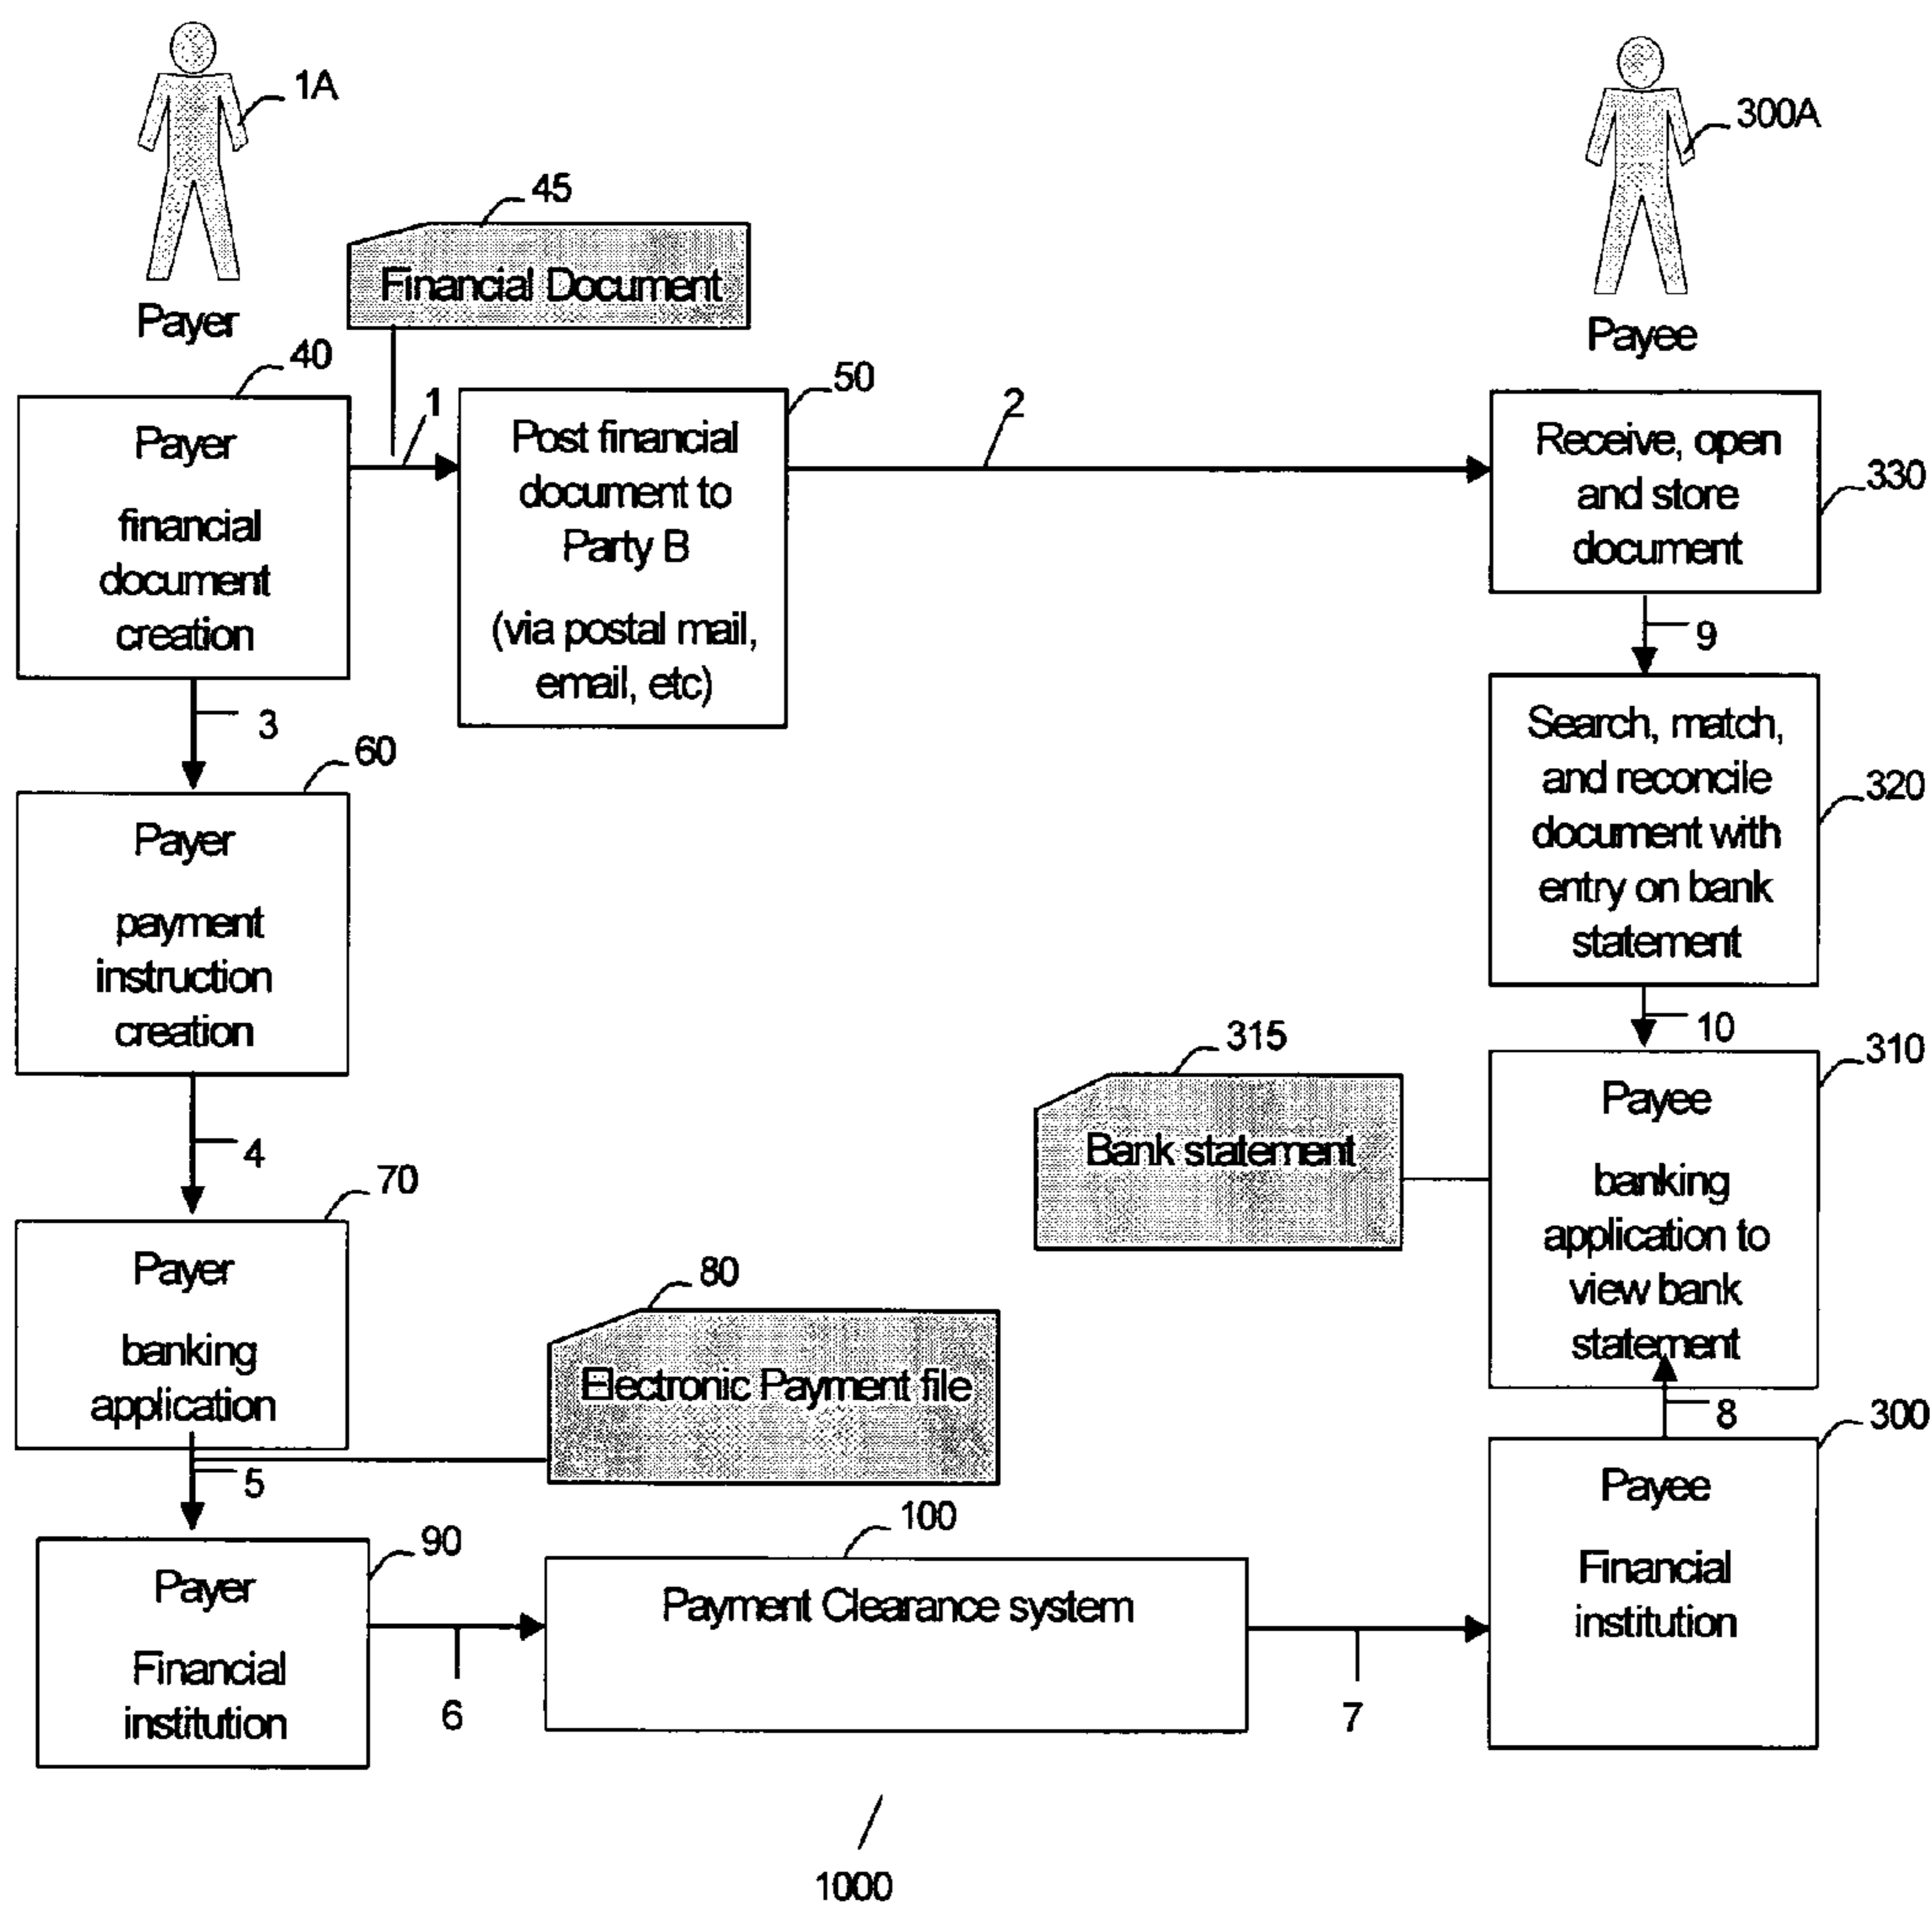 1A
300A
45
Financial Document
Payer
Payee
40
50
1
2
Payer
financial
document
creation
Post financial
document to
Party B
(via postal mail,
email, etc)
Receive, open
and store
document
330
9
3
60
Search, match,
and reconcile
document with
entry on bank
statement
320
Payer
payment
instruction
creation
10
315
310
Bank statement
Payee
banking
application to
view bank
statement
4
70
Payer
banking
application
80
Electronic Payment file
8
300
5
100
90
Payer
Financial
institution
Payment Clearance system
Payee
Financial
institution
6
7
1000